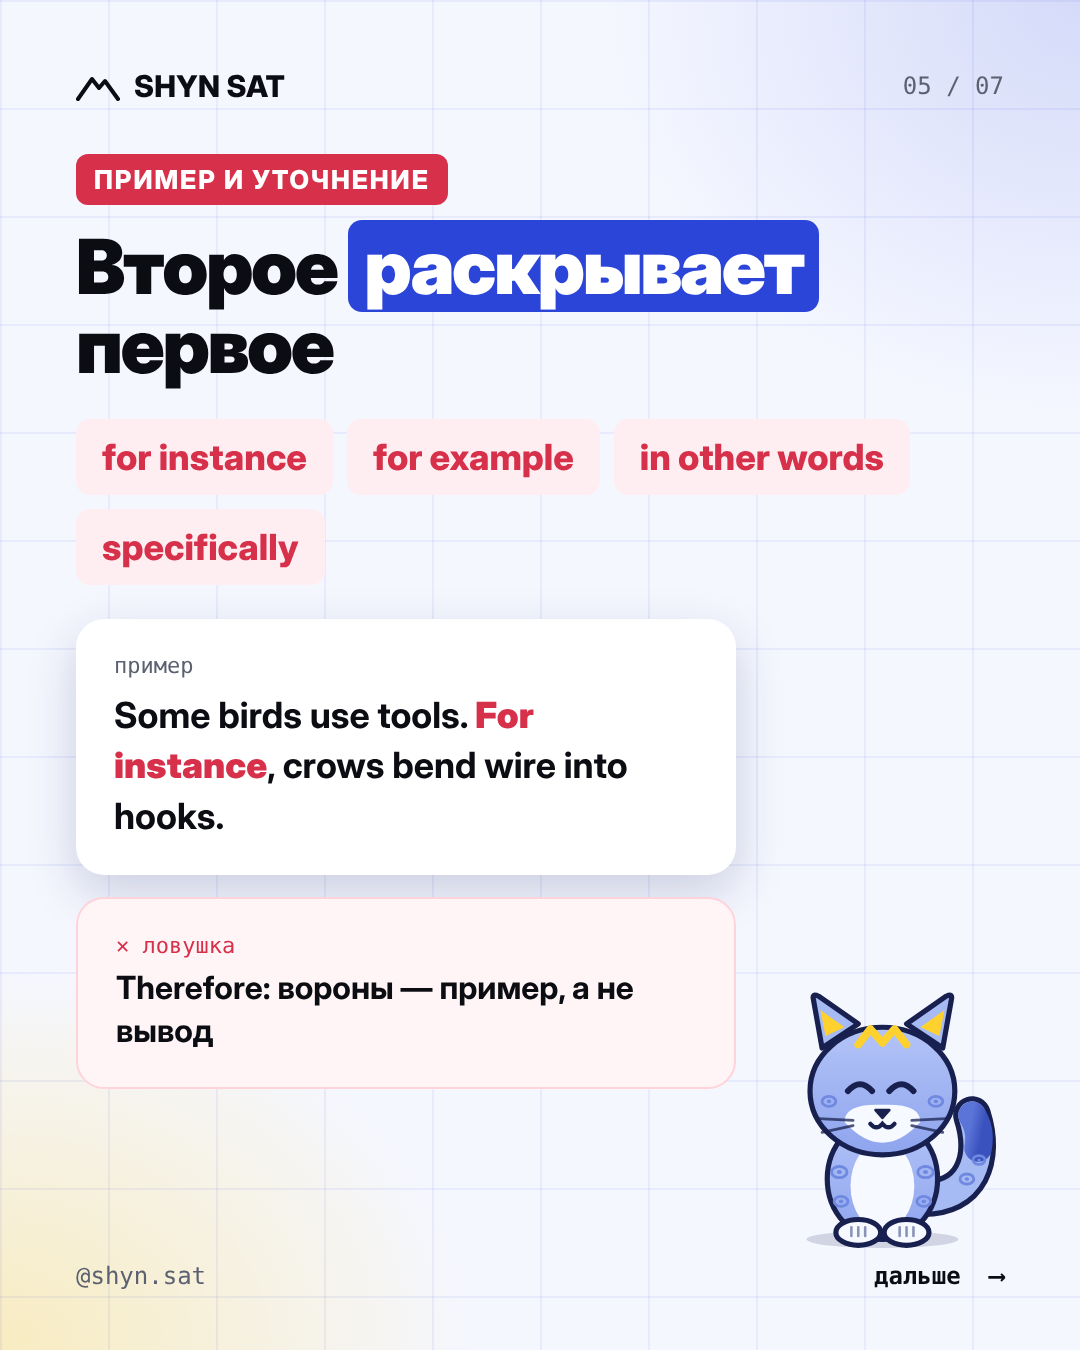 SHYN SAT
05 / 07
ПРИМЕР И УТОЧНЕНИЕ
Второе раскрывает
первое
for instance
for example
in other words
specifically
пример
Some birds use tools. For
instance, crows bend wire into
hooks.
× ловушка
Therefore: вороны — пример, а не
вывод
@shyn.sat
дальше →